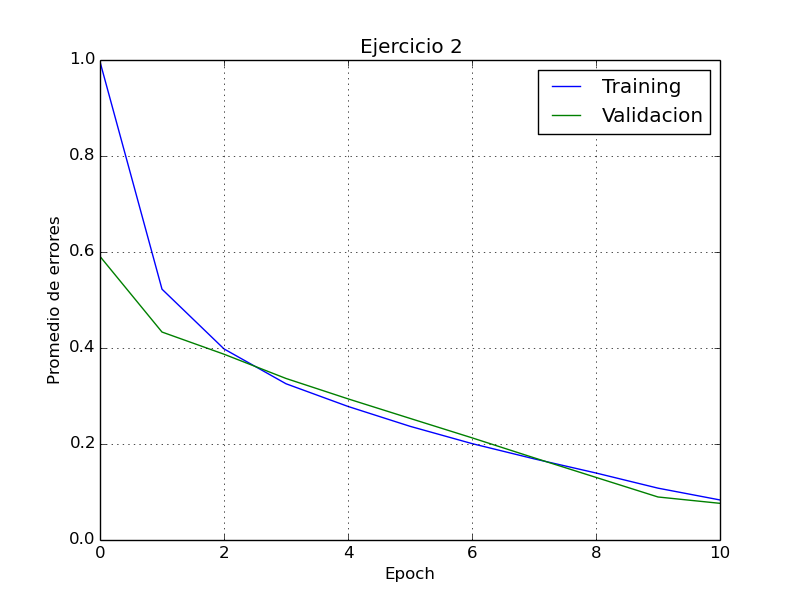 Ejercicio 2
Training
Validacion
1.0
0.8
0.6
0.4
0.2
0.0
Promedio de errores
0 2 4 6 8 10
Epoch